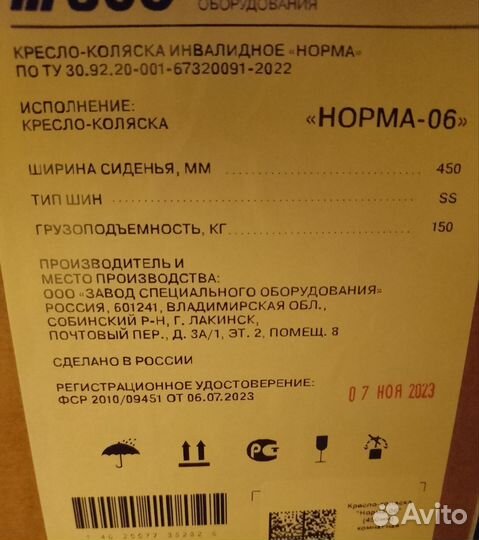 ОБОРУДОВАНИЯ
КРЕСЛО-КОЛЯСКА ИНВАЛИДНОЕ «НОРМА»
ПО ТУ 30.92.20-001-67320091-2022
ИСПОЛНЕНИЕ:
КРЕСЛО-КОЛЯСКА «НОРМА-06»
ШИРИНА СИДЕНЬЯ, ММ 450
ТИП ШИН SS
ГРУЗОПОДЪЕМНОСТЬ, КГ 150
ПРОИЗВОДИТЕЛЬ И
МЕСТО ПРОИЗВОДСТВА:
ООО «ЗАВОД СПЕЦИАЛЬНОГО ОБОРУДОВАНИЯ»
РОССИЯ, 601241, ВЛАДИМИРСКАЯ ОБЛ.,
СОБИНСКИЙ Р-Н, Г. ЛАКИНСК,
ПОЧТОВЫЙ ПЕР., Д. 3А/1, ЭТ. 2, ПОМЕЩ. 8
СДЕЛАНО В РОССИИ
РЕГИСТРАЦИОННОЕ УДОСТОВЕРЕНИЕ:
ФСР 2010/09451 ОТ 06.07.2023
07 НОЯ 2023
Кресло-коляска
Avito